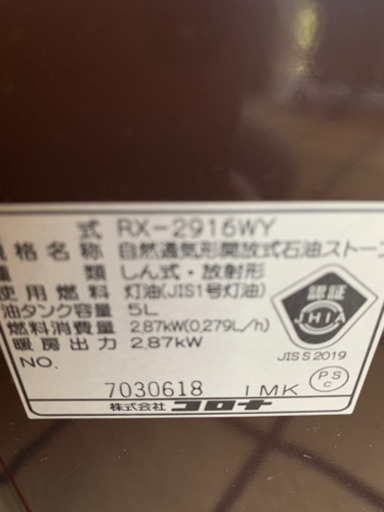 式 RX-2916WY
規格名称 自然通気形開放式石油ストーブ
種 類 しん式・放射形
使用燃料 灯油(JIS1号灯油)
油タンク容量 5L
燃料消費量 2.87kW(0.279L/h)
暖房出力 2.87kW
NO.
認証
JHIA
JIS S 2019
7030618 IMK
PSC
株式会社 コロナ